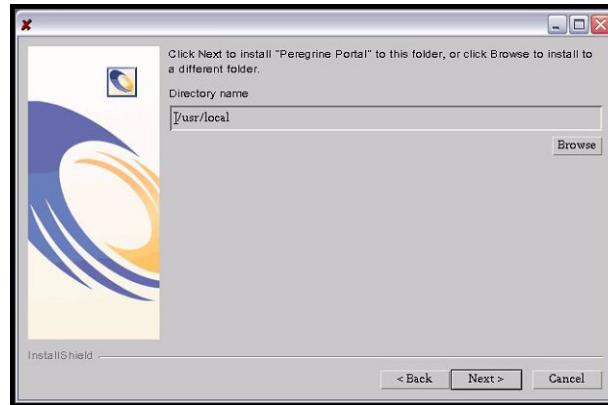 Click Next to install "Peregrine Portal" to this folder, or click Browse to install to
a different folder.
Directory name
/usr/local
Browse
InstallShield
< Back
Next >
Cancel